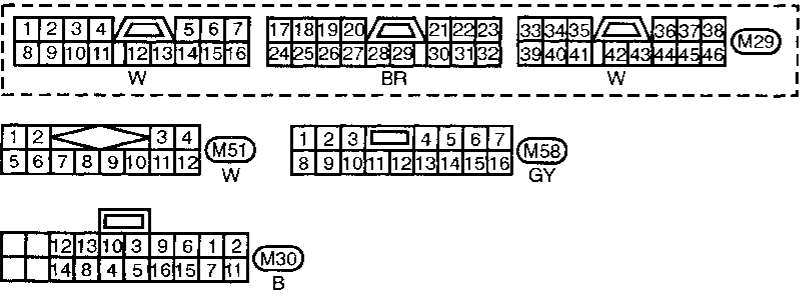 1 2 3 4 5 6 7 17 18 19 20 21 22 23 33 34 35 36 37 38
M29
8 9 10 11 12 13 14 15 16 24 25 26 27 28 29 30 31 32 39 40 41 42 43 44 45 46
W BR W
1 2 3 4 M51 1 2 3 4 5 6 7 M58
5 6 7 8 9 10 11 12 W 8 9 10 11 12 13 14 15 16 GY
12 13 10 3 9 6 1 2 M30
14 8 4 5 16 15 7 11 B